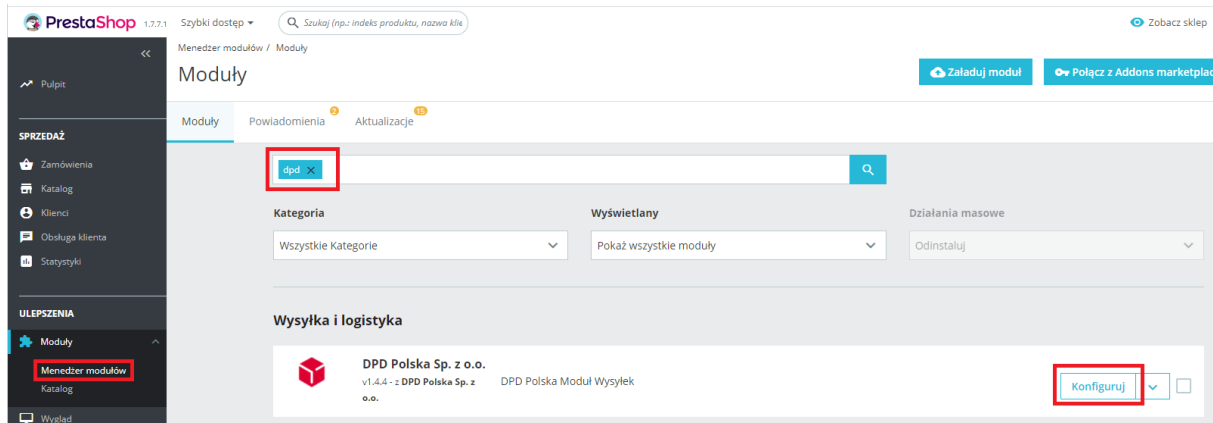 PrestaShop 1.7.7.1 Szybki dostęp Szukaj (np.: indeks produktu, nazwa klie Zobacz sklep
Menedżer modułów / Moduły
Moduły
Załaduj moduł
Połącz z Addons marketplac
Pulpit
Moduły Powiadomienia 2 Aktualizacje 15
SPRZEDAŻ
Zamówienia
Katalog
Klienci
Obsługa klienta
Statystyki
ULEPSZENIA
Moduły
Menedżer modułów
Katalog
Wygląd
dpd
Kategoria Wyświetlany Działania masowe
Wszystkie Kategorie Pokaż wszystkie moduły Odinstaluj
Wysyłka i logistyka
DPD Polska Sp. z o.o.
v1.4.4 - z DPD Polska Sp. z
o.o.
DPD Polska Moduł Wysyłek
Konfiguruj